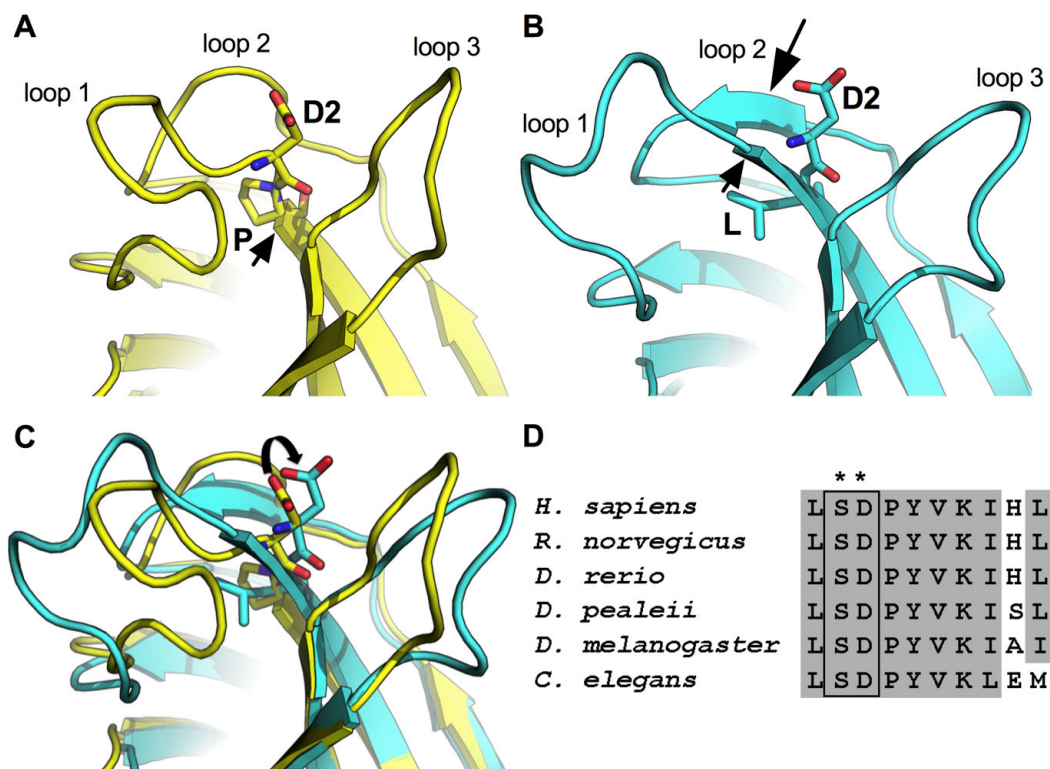 A
loop 1
loop 2
loop 3
D2
P
B
loop 1
loop 2
loop 3
D2
L
C
D
* *
H. sapiens L S D P Y V K I H L
R. norvegicus L S D P Y V K I H L
D. rerio L S D P Y V K I H L
D. pealeii L S D P Y V K I S L
D. melanogaster L S D P Y V K I A I
C. elegans L S D P Y V K L E M